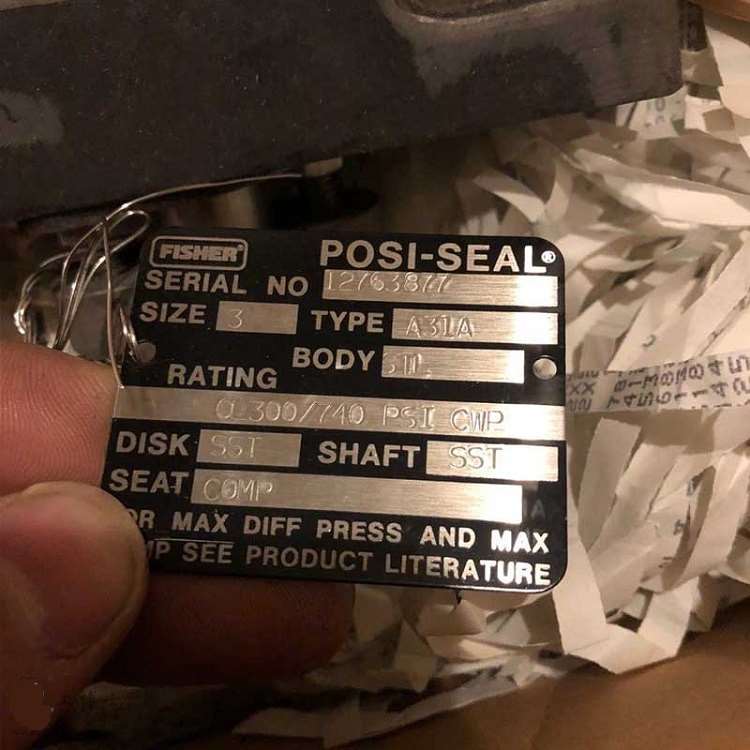 FISHER® POSI-SEAL®
SERIAL NO 12763877
SIZE 3 TYPE A31A
BODY STL
RATING
CL300/740 PSI CWP
DISK SST SHAFT SST
SEAT COMP
MAX DIFF PRESS AND MAX
SEE PRODUCT LITERATURE